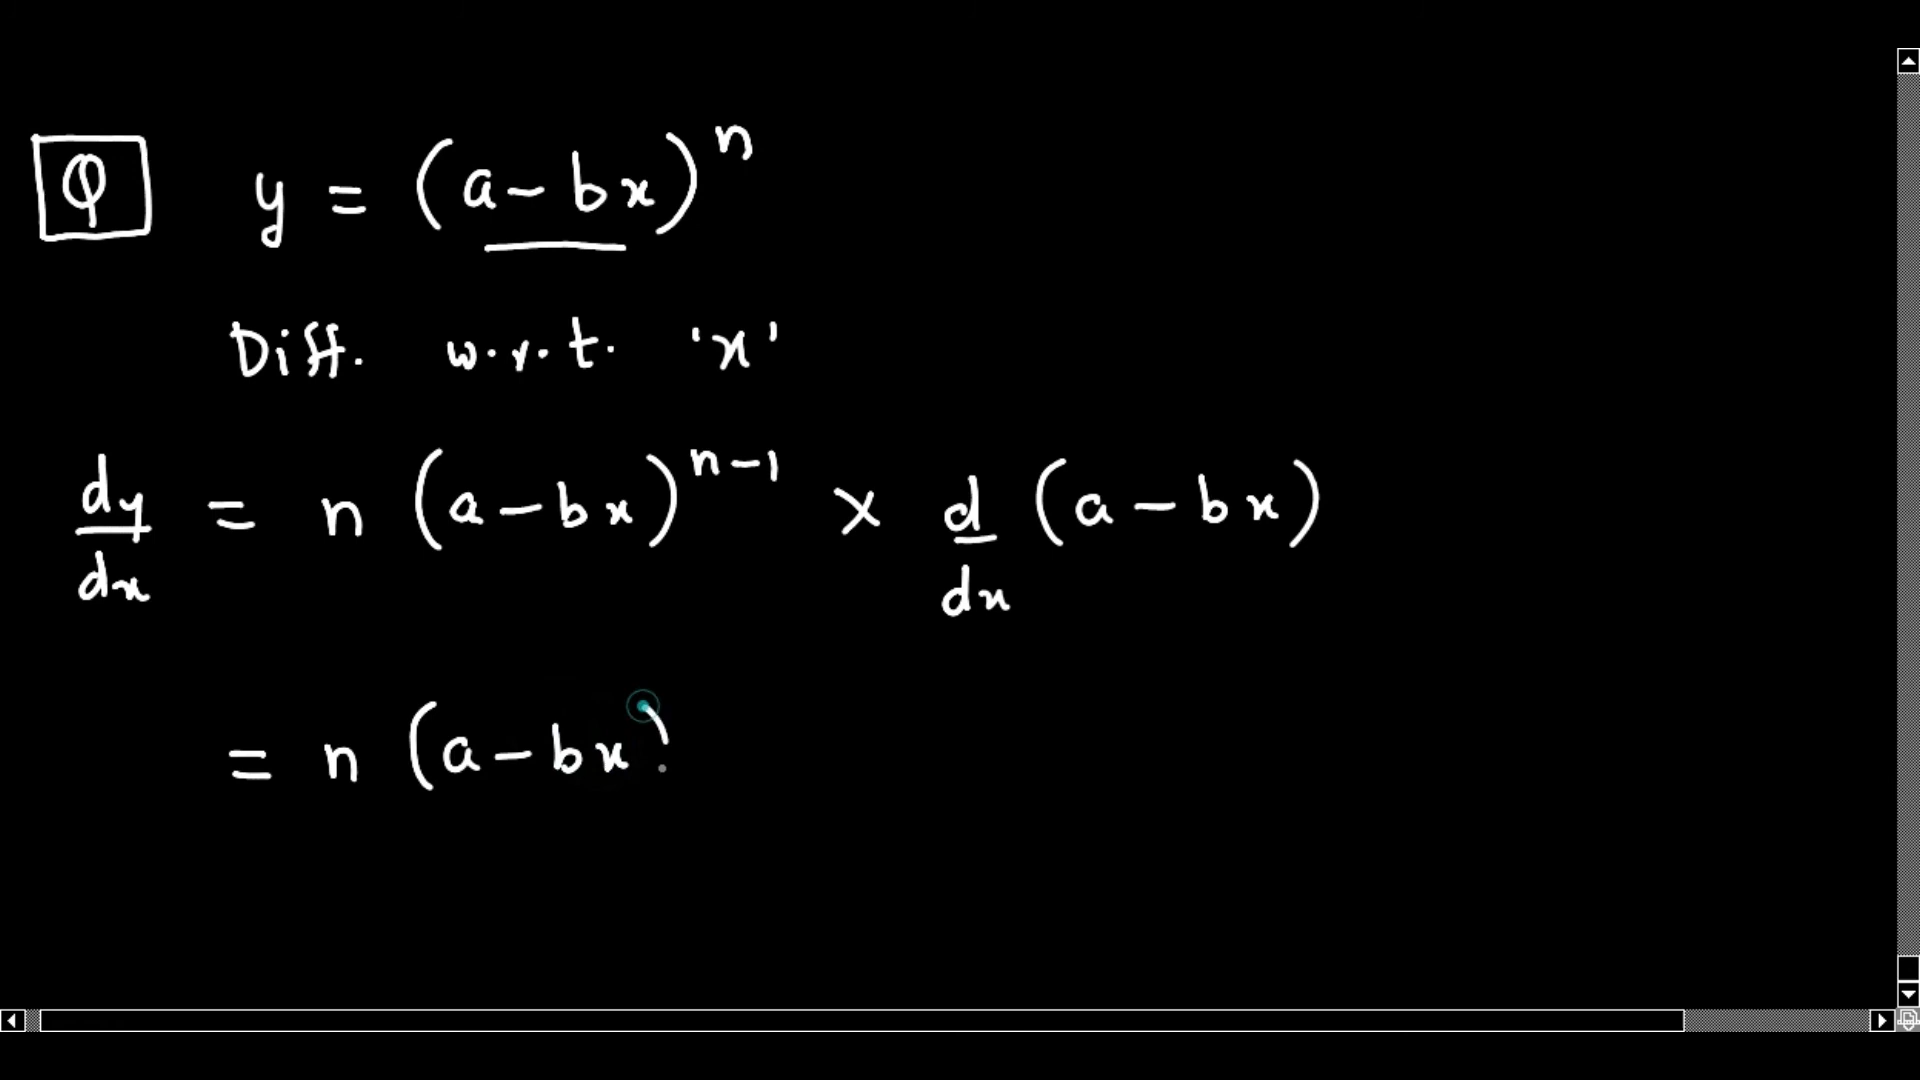 Q y = (a - bx)^n
Diff. w.r.t. 'x'
dy/dx = n (a - bx)^n-1 × d/dx (a - bx)
= n (a - bx)